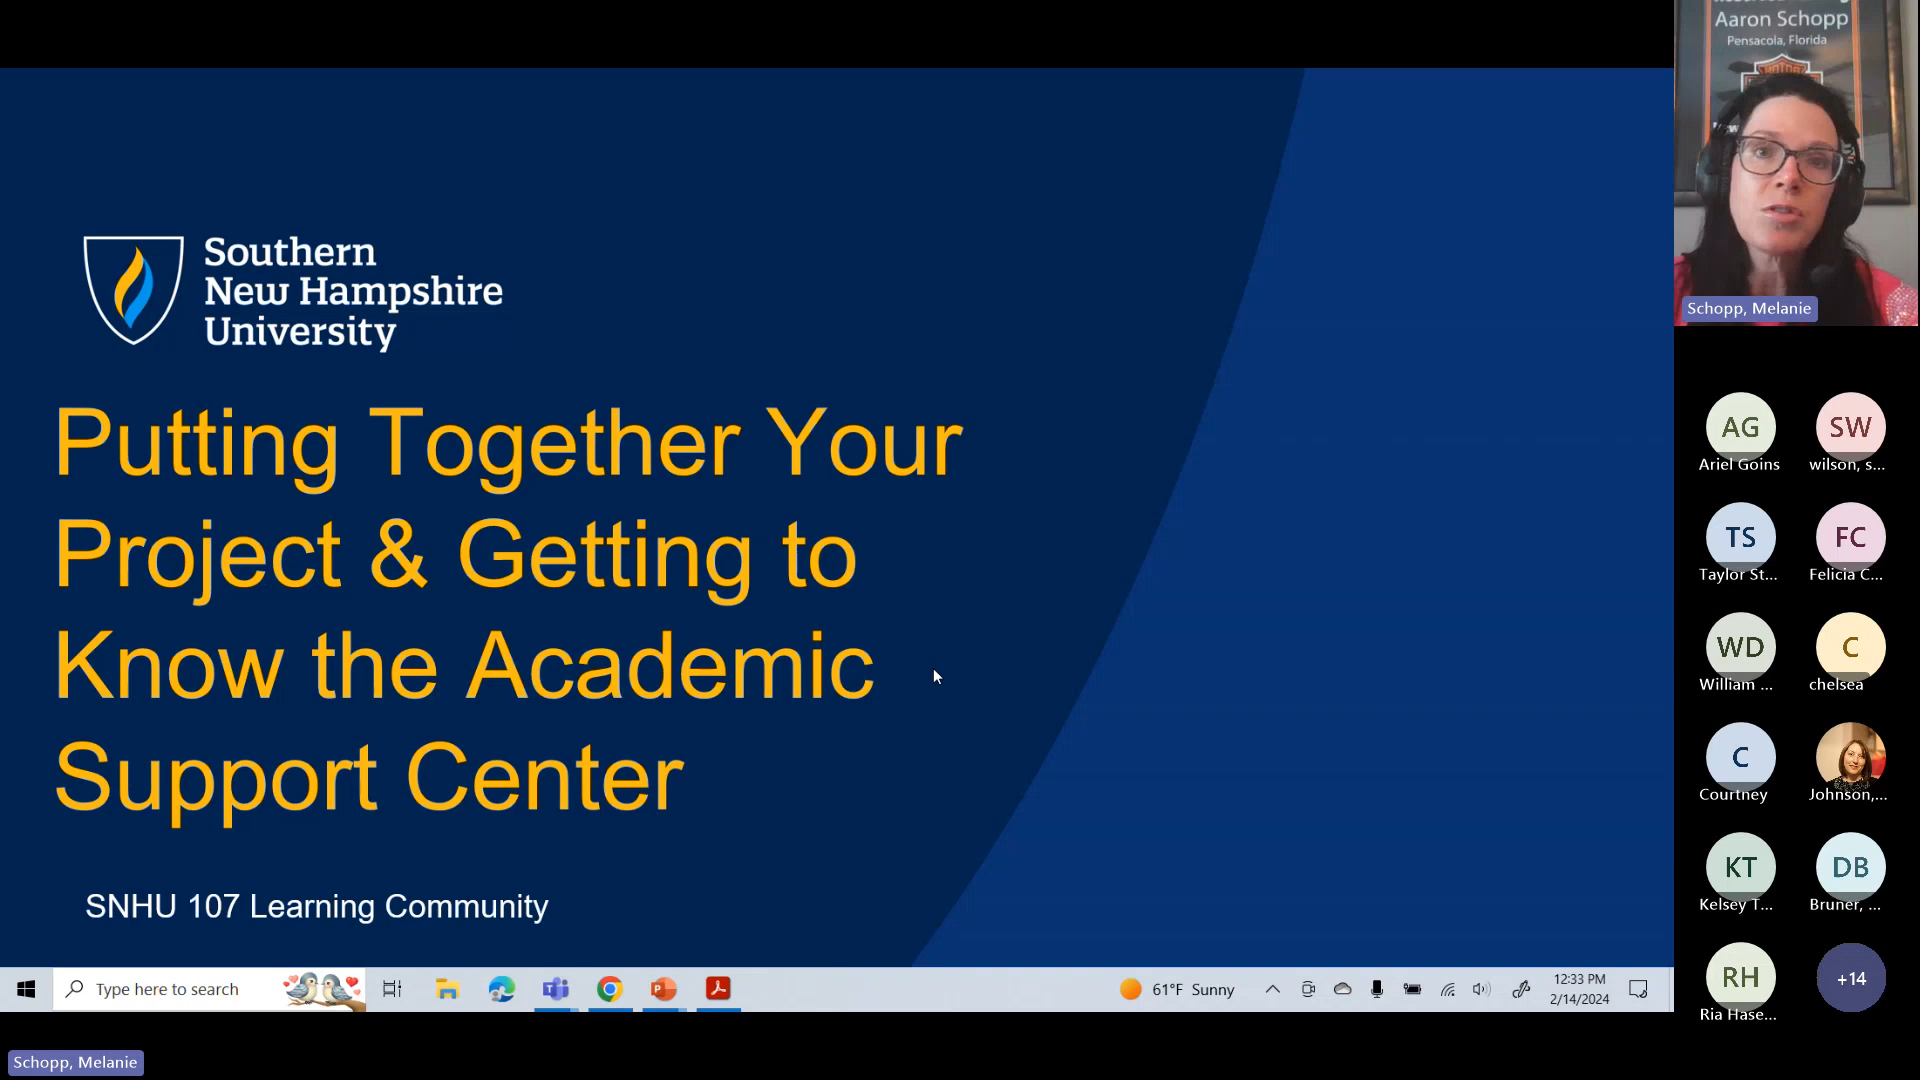 Aaron Schopp
Pensacola, Florida
Schopp, Melanie
Southern
New Hampshire
University
Putting Together Your
Project & Getting to
Know the Academic
Support Center
SNHU 107 Learning Community
AG
Ariel Goins
SW
wilson, s...
TS
Taylor St...
FC
Felicia C...
WD
William ...
C
chelsea
C
Courtney
Johnson,...
KT
Kelsey T...
DB
Bruner, ...
RH
Ria Hase...
+14
Type here to search
61°F Sunny
12:33 PM
2/14/2024
Schopp, Melanie